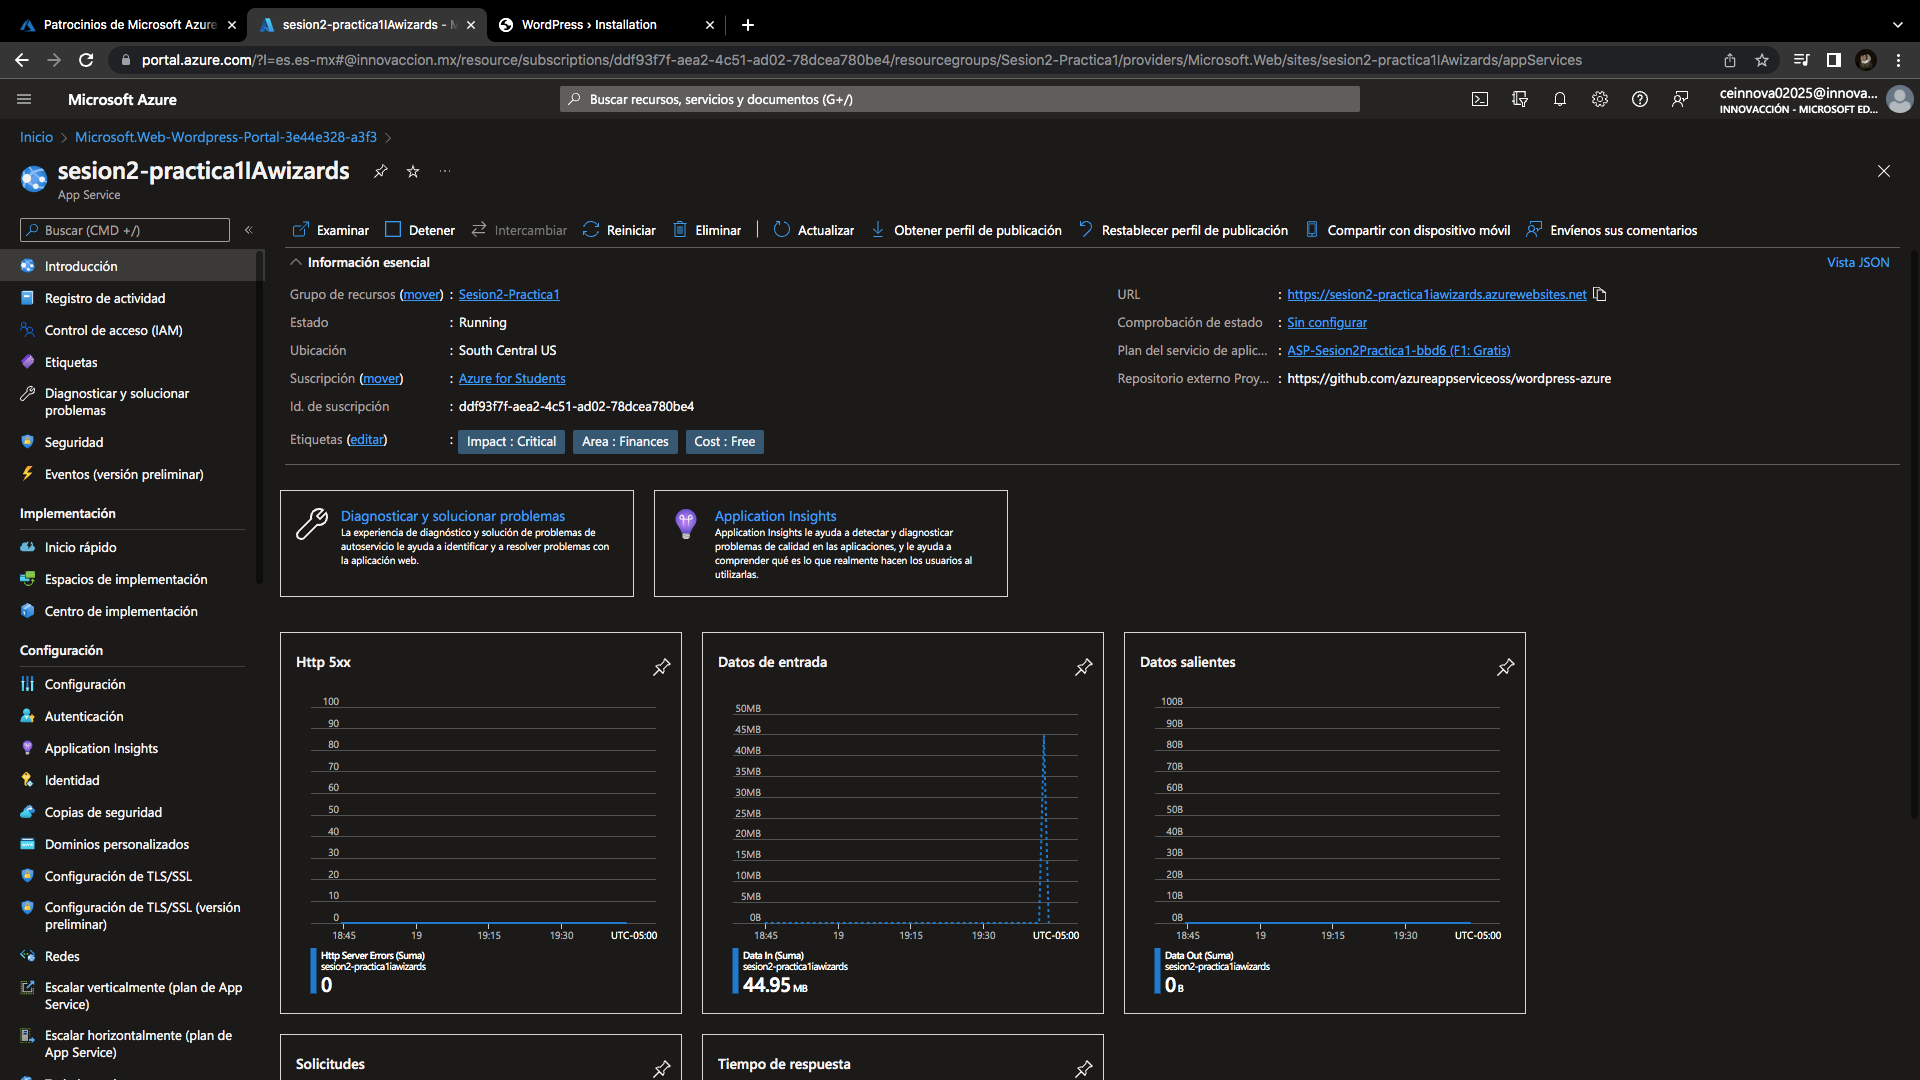 Patrocinios de Microsoft Azure
sesion2-practica1IAwizards - M
WordPress › Installation
portal.azure.com/?l=es.es-mx#@innovaccion.mx/resource/subscriptions/ddf93f7f-aea2-4c51-ad02-78dcea780be4/resourcegroups/Sesion2-Practica1/providers/Microsoft.Web/sites/sesion2-practica1IAwizards/appServices
Microsoft Azure
Buscar recursos, servicios y documentos (G+/)
ceinnova02025@innova...
INNOVACCIÓN - MICROSOFT ED...
Inicio > Microsoft.Web-Wordpress-Portal-3e44e328-a3f3 >
sesion2-practica1IAwizards
App Service
Buscar (CMD +/)
«
Introducción
Registro de actividad
Control de acceso (IAM)
Etiquetas
Diagnosticar y solucionar
problemas
Seguridad
Eventos (versión preliminar)
Implementación
Inicio rápido
Espacios de implementación
Centro de implementación
Configuración
Configuración
Autenticación
Application Insights
Identidad
Copias de seguridad
Dominios personalizados
Configuración de TLS/SSL
Configuración de TLS/SSL (versión
preliminar)
Redes
Escalar verticalmente (plan de App
Service)
Escalar horizontalmente (plan de
App Service)
Examinar
Detener
Intercambiar
Reiniciar
Eliminar
Actualizar
Obtener perfil de publicación
Restablecer perfil de publicación
Compartir con dispositivo móvil
Envíenos sus comentarios
Información esencial
Vista JSON
Grupo de recursos (mover) : Sesion2-Practica1
Estado : Running
Ubicación : South Central US
Suscripción (mover) : Azure for Students
Id. de suscripción : ddf93f7f-aea2-4c51-ad02-78dcea780be4
Etiquetas (editar) : Impact : Critical Area : Finances Cost : Free
URL : https://sesion2-practica1iawizards.azurewebsites.net
Comprobación de estado : Sin configurar
Plan del servicio de aplic... : ASP-Sesion2Practica1-bbd6 (F1: Gratis)
Repositorio externo Proy... : https://github.com/azureappserviceoss/wordpress-azure
Diagnosticar y solucionar problemas
La experiencia de diagnóstico y solución de problemas de
autoservicio le ayuda a identificar y a resolver problemas con
la aplicación web.
Application Insights
Application Insights le ayuda a detectar y diagnosticar
problemas de calidad en las aplicaciones, y le ayuda a
comprender qué es lo que realmente hacen los usuarios al
utilizarlas.
Http 5xx
100
90
80
70
60
50
40
30
20
10
0
18:45 19 19:15 19:30 UTC-05:00
Http Server Errors (Suma)
sesion2-practica1iawizards
0
Datos de entrada
50MB
45MB
40MB
35MB
30MB
25MB
20MB
15MB
10MB
5MB
0B
18:45 19 19:15 19:30 UTC-05:00
Data In (Suma)
sesion2-practica1iawizards
44.95 MB
Datos salientes
100B
90B
80B
70B
60B
50B
40B
30B
20B
10B
0B
18:45 19 19:15 19:30 UTC-05:00
Data Out (Suma)
sesion2-practica1iawizards
0 B
Solicitudes
Tiempo de respuesta